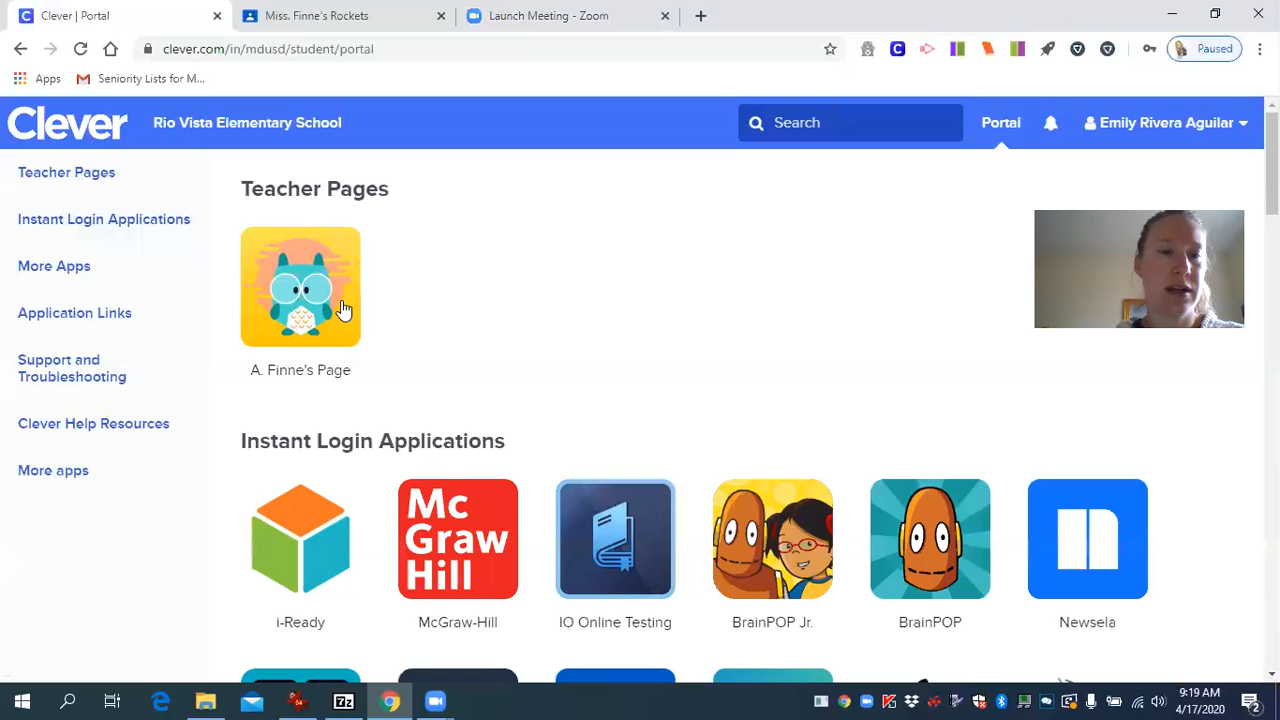 Clever | Portal
Miss. Finne's Rockets
Launch Meeting - Zoom
clever.com/in/mdusd/student/portal
Paused
Apps
Seniority Lists for M...
Clever
Rio Vista Elementary School
Search
Portal
Emily Rivera Aguilar
Teacher Pages
Instant Login Applications
More Apps
Application Links
Support and
Troubleshooting
Clever Help Resources
More apps
Teacher Pages
A. Finne's Page
Instant Login Applications
Mc
Graw
Hill
i-Ready
McGraw-Hill
IO Online Testing
BrainPOP Jr.
BrainPOP
Newsela
9:19 AM
4/17/2020